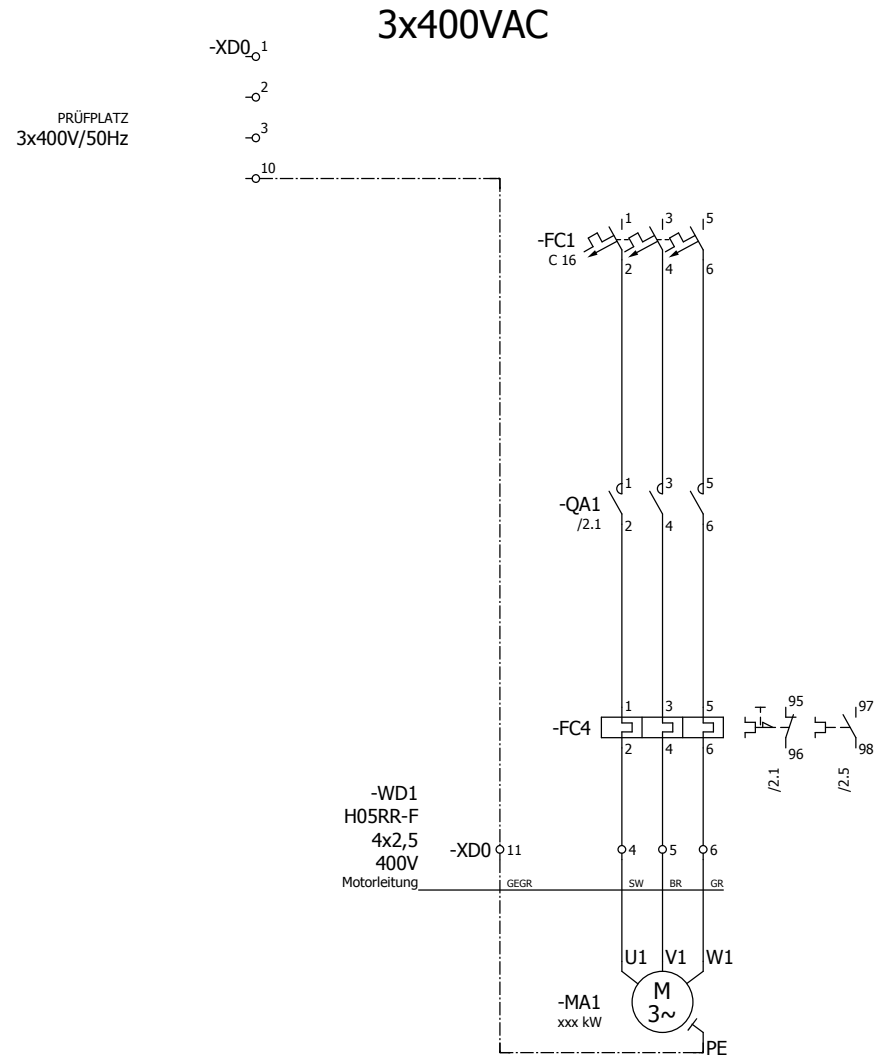 3x400VAC
-XD0 1
2
PRÜFPLATZ
3x400V/50Hz
3
10
1 3 5
-FC1
C 16
2 4 6
1 3 5
-QA1
/2.1
2 4 6
1 3 5 95 97
-FC4
2 4 6 96 98
/2.1 /2.5
-WD1
H05RR-F
4x2,5
400V
Motorleitung
-XD0 11 4 5 6
GEGR SW BR GR
U1 V1 W1
M
3~
-MA1
xxx kW
PE